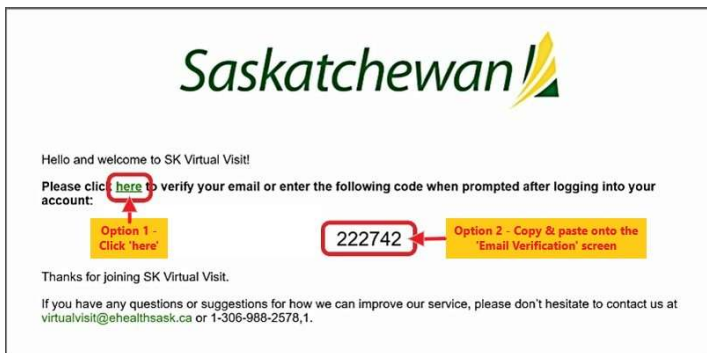 Saskatchewan
Hello and welcome to SK Virtual Visit!
Please click here to verify your email or enter the following code when prompted after logging into your
account:
Option 1 -
Click 'here'
222742
Option 2 - Copy & paste onto the
'Email Verification' screen
Thanks for joining SK Virtual Visit.
If you have any questions or suggestions for how we can improve our service, please don't hesitate to contact us at
virtualvisit@ehealthsask.ca or 1-306-988-2578,1.